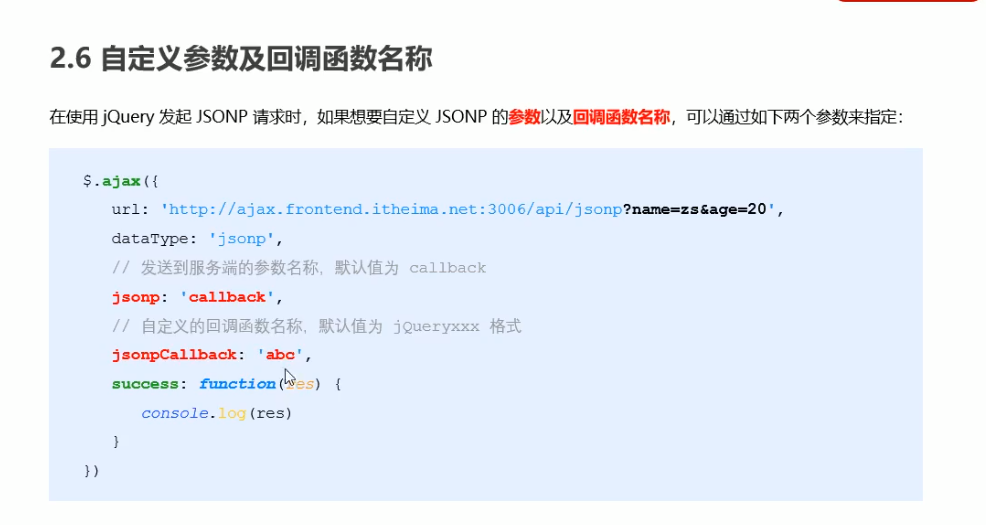 2.6 自定义参数及回调函数名称
在使用 jQuery 发起 JSONP 请求时，如果想要自定义 JSONP 的参数以及回调函数名称，可以通过如下两个参数来指定：
$.ajax({
url: 'http://ajax.frontend.itheima.net:3006/api/jsonp?name=zs&age=20',
dataType: 'jsonp',
// 发送到服务端的参数名称，默认值为 callback
jsonp: 'callback',
// 自定义的回调函数名称，默认值为 jQueryxxx 格式
jsonpCallback: 'abc',
success: function(res) {
console.log(res)
}
})